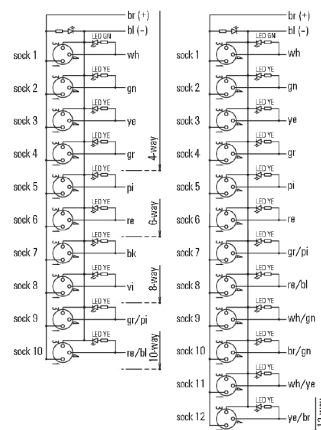 br (+)
bl (−)
LED GN
sock 1 wh
LED YE
sock 2 gn
LED YE
sock 3 ye
LED YE
sock 4 gr
4-way
LED YE
sock 5 pi
LED YE
sock 6 re
6-way
LED YE
sock 7 bk
LED YE
sock 8 vi
8-way
LED YE
sock 9 gr/pi
LED YE
sock 10 re/bl
10-way
br (+)
bl (−)
LED GN
sock 1 wh
LED YE
sock 2 gn
LED YE
sock 3 ye
LED YE
sock 4 gr
LED YE
sock 5 pi
LED YE
sock 6 re
LED YE
sock 7 gr/pi
LED YE
sock 8 re/bl
LED YE
sock 9 wh/gn
LED YE
sock 10 br/gn
LED YE
sock 11 wh/ye
LED YE
sock 12 ye/br
12-way